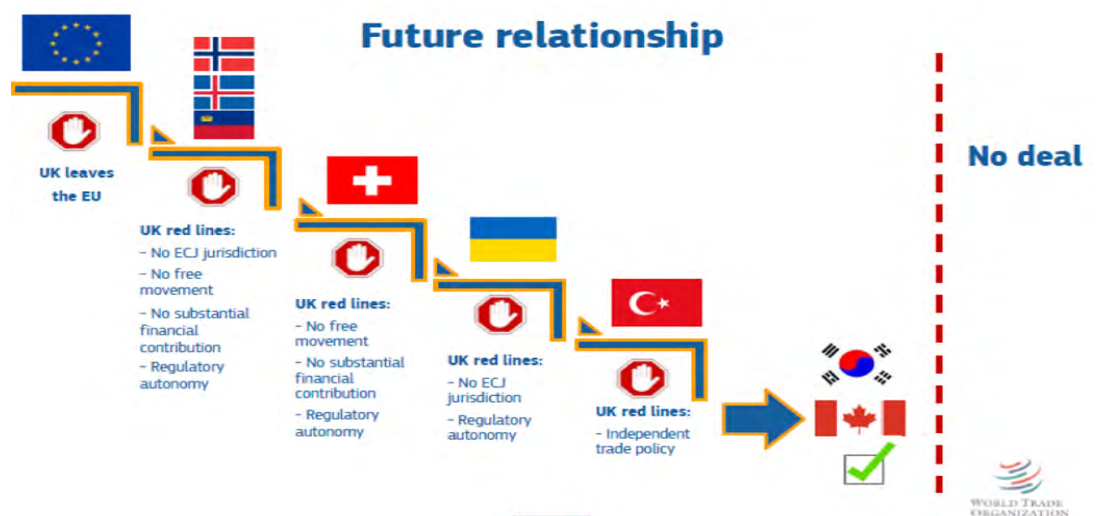 Future relationship
UK leaves
the EU
UK red lines:
- No ECJ jurisdiction
- No free
movement
- No substantial
financial
contribution
- Regulatory
autonomy
UK red lines:
- No free
movement
- No substantial
financial
contribution
- Regulatory
autonomy
UK red lines:
- No ECJ
jurisdiction
- Regulatory
autonomy
UK red lines:
- Independent
trade policy
No deal
WORLD TRADE
ORGANIZATION